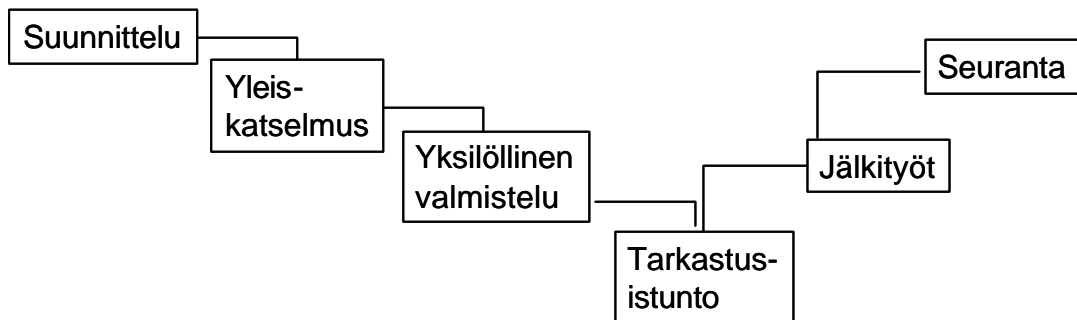 Suunnittelu
Yleis-
katselmus
Yksilöllinen
valmistelu
Tarkastus-
istunto
Jälkityöt
Seuranta